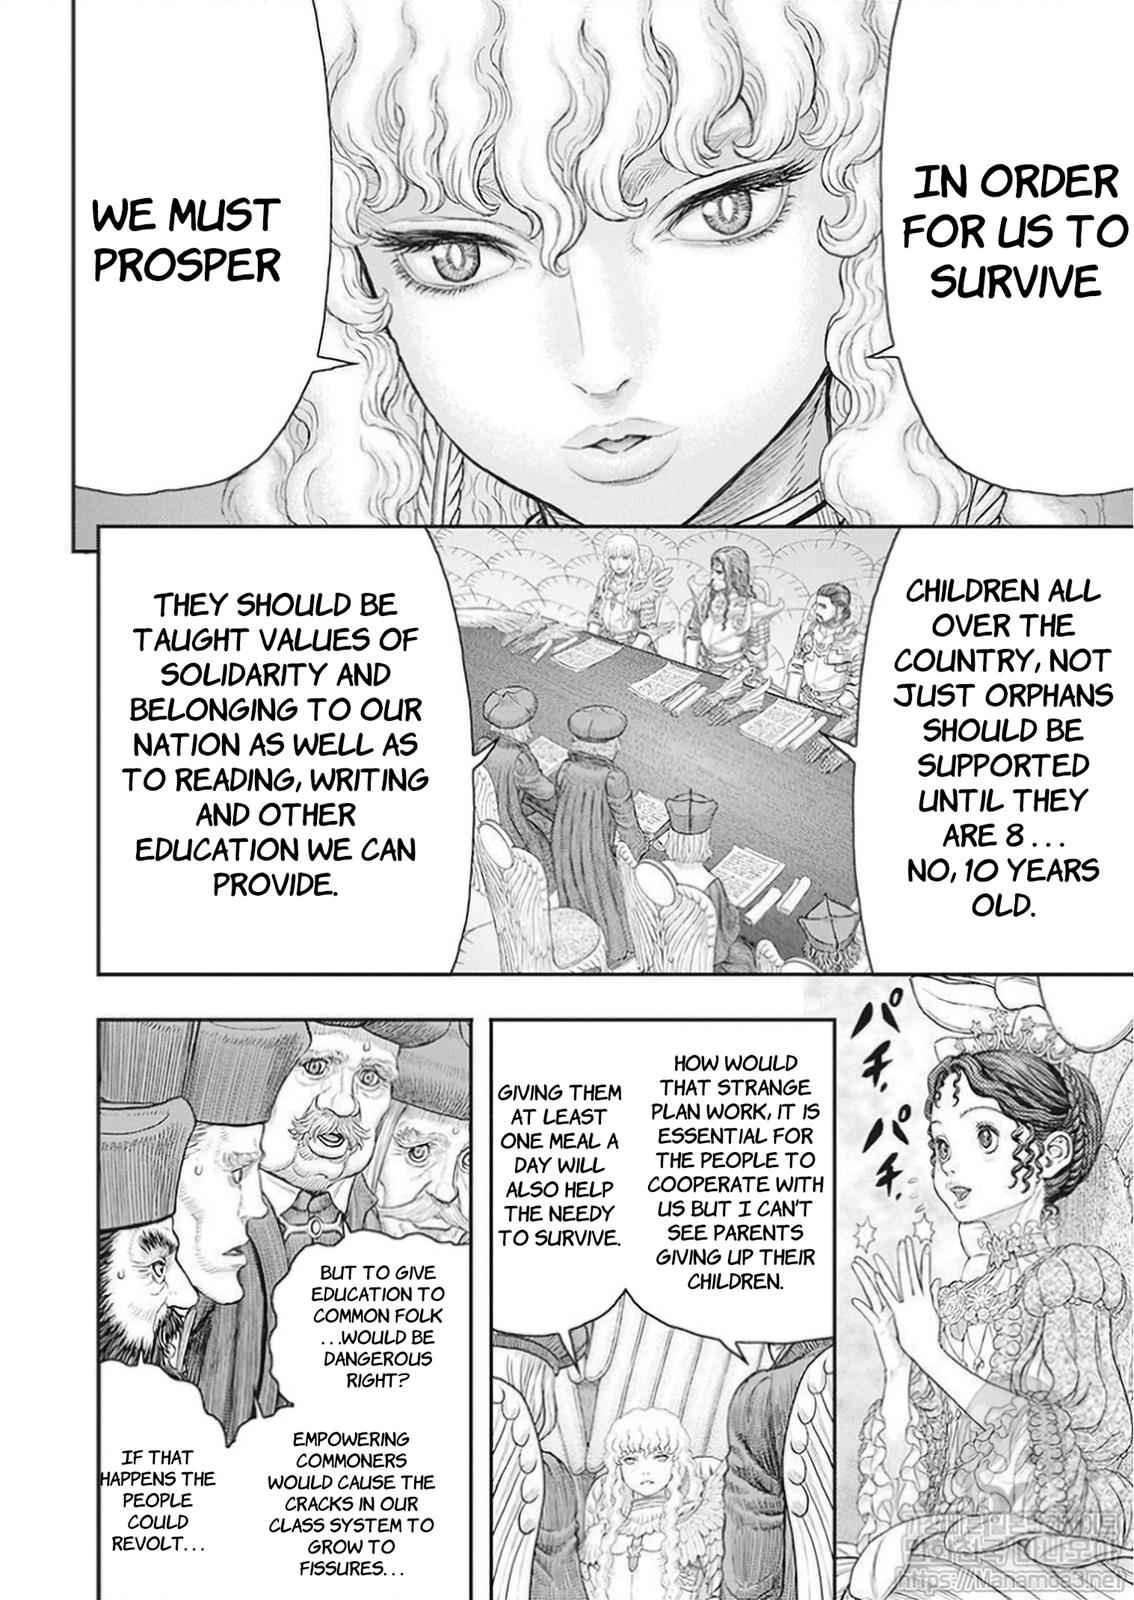 IN ORDER
FOR US TO
SURVIVE
WE MUST
PROSPER
CHILDREN ALL
OVER THE
COUNTRY, NOT
JUST ORPHANS
SHOULD BE
SUPPORTED
UNTIL THEY
ARE 8...
NO, 10 YEARS
OLD.
THEY SHOULD BE
TAUGHT VALUES OF
SOLIDARITY AND
BELONGING TO OUR
NATION AS WELL AS
TO READING, WRITING
AND OTHER
EDUCATION WE CAN
PROVIDE.
パチ
パチ
HOW WOULD
THAT STRANGE
PLAN WORK, IT IS
ESSENTIAL FOR
THE PEOPLE TO
COOPERATE WITH
US BUT I CAN'T
SEE PARENTS
GIVING UP THEIR
CHILDREN.
GIVING THEM
AT LEAST
ONE MEAL A
DAY WILL
ALSO HELP
THE NEEDY
TO SURVIVE.
BUT TO GIVE
EDUCATION TO
COMMON FOLK
...WOULD BE
DANGEROUS
RIGHT?
EMPOWERING
COMMONERS
WOULD CAUSE THE
CRACKS IN OUR
CLASS SYSTEM TO
GROW TO
FISSURES...
IF THAT
HAPPENS THE
PEOPLE
COULD
REVOLT...